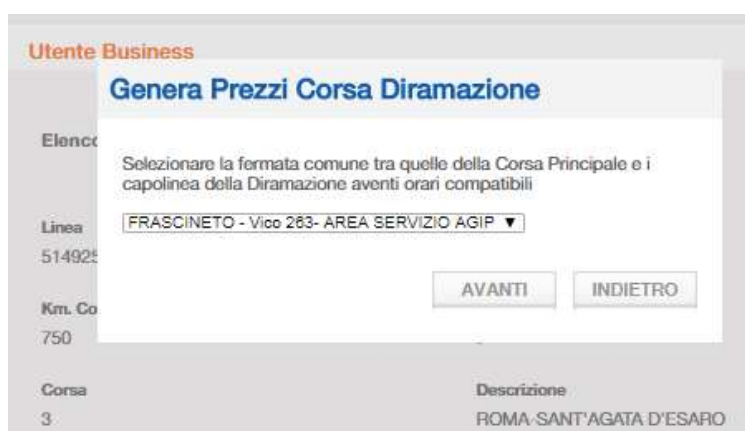 Utente Business
Genera Prezzi Corsa Diramazione
Elenco
Selezionare la fermata comune tra quelle della Corsa Principale e i
capolinea della Diramazione aventi orari compatibili
Linea
FRASCINETO - Vico 263- AREA SERVIZIO AGIP ▼
514925
AVANTI INDIETRO
Km. Co
750
Corsa Descrizione
3 ROMA-SANT'AGATA D'ESARO